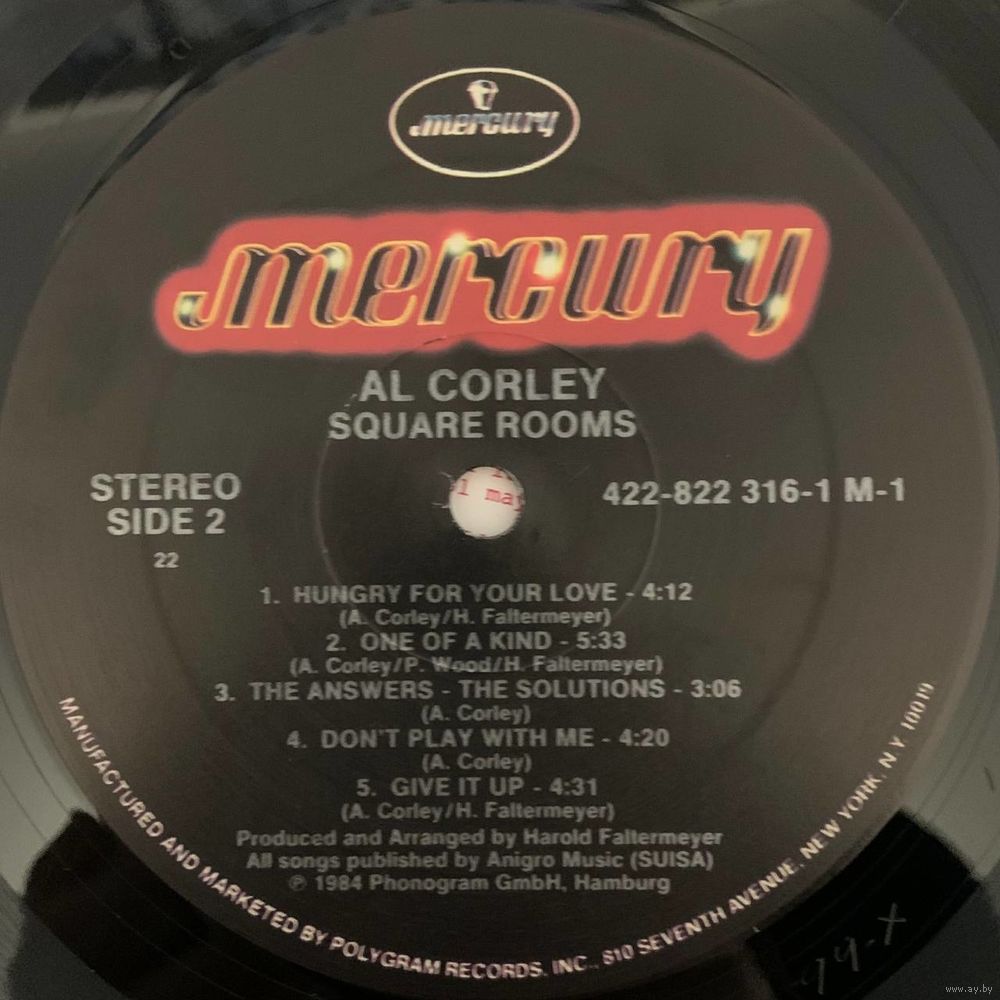 mercury
mercury
AL CORLEY
SQUARE ROOMS
STEREO
SIDE 2
22
422-822 316-1 M-1
1 may
1. HUNGRY FOR YOUR LOVE - 4:12
(A. Corley/H. Faltermeyer)
2. ONE OF A KIND - 5:33
(A. Corley/P. Wood/H. Faltermeyer)
3. THE ANSWERS - THE SOLUTIONS - 3:06
(A. Corley)
4. DON'T PLAY WITH ME - 4:20
(A. Corley)
5. GIVE IT UP - 4:31
(A. Corley/H. Faltermeyer)
Produced and Arranged by Harold Faltermeyer
All songs published by Anigro Music (SUISA)
℗ 1984 Phonogram GmbH, Hamburg
MANUFACTURED AND MARKETED BY POLYGRAM RECORDS, INC., 810 SEVENTH AVENUE, NEW YORK, N.Y. 10019
www.ay.by